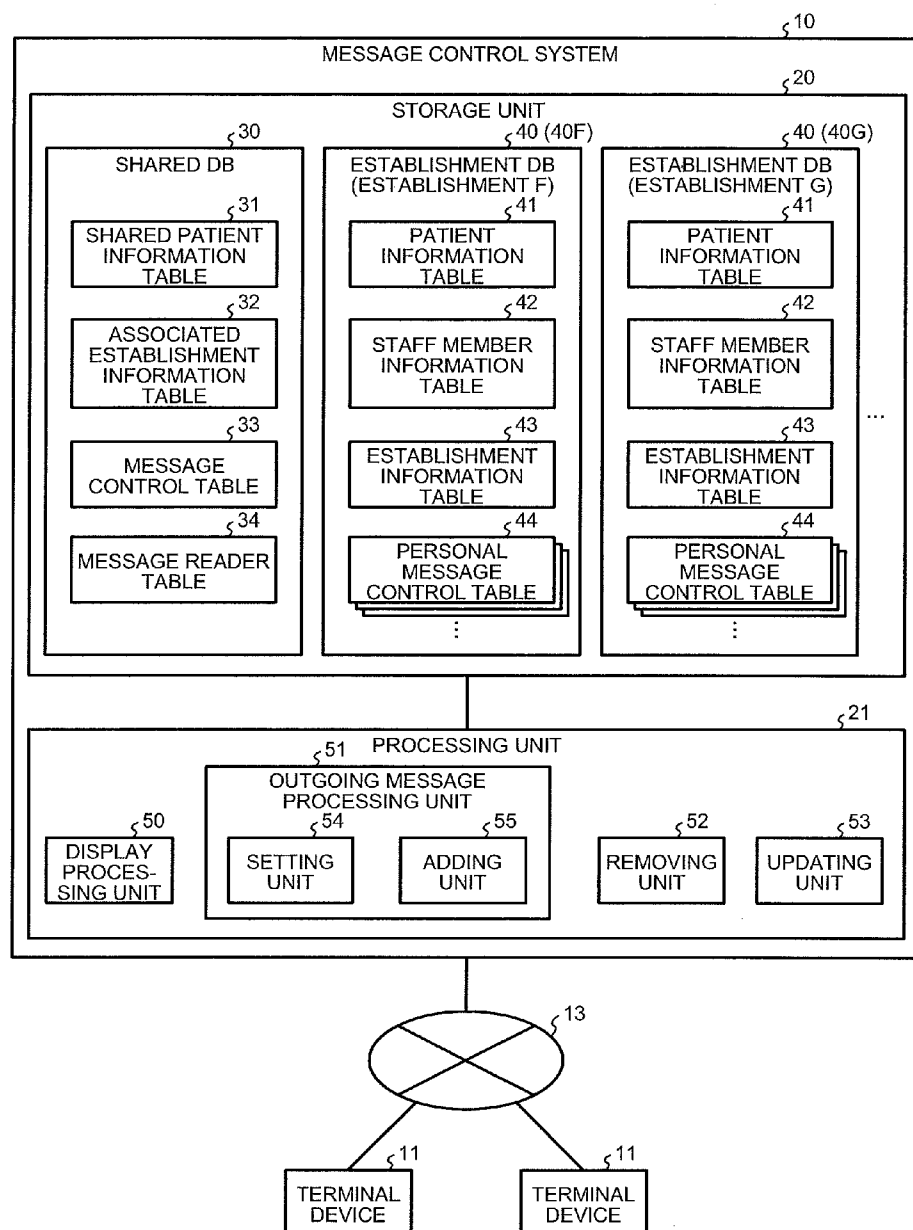 10
MESSAGE CONTROL SYSTEM
20
STORAGE UNIT
30
SHARED DB
31
SHARED PATIENT
INFORMATION
TABLE
32
ASSOCIATED
ESTABLISHMENT
INFORMATION
TABLE
33
MESSAGE
CONTROL TABLE
34
MESSAGE READER
TABLE
40 (40F)
ESTABLISHMENT DB
(ESTABLISHMENT F)
41
PATIENT
INFORMATION
TABLE
42
STAFF MEMBER
INFORMATION
TABLE
43
ESTABLISHMENT
INFORMATION
TABLE
44
PERSONAL
MESSAGE
CONTROL TABLE
⋮
40 (40G)
ESTABLISHMENT DB
(ESTABLISHMENT G)
41
PATIENT
INFORMATION
TABLE
42
STAFF MEMBER
INFORMATION
TABLE
43
ESTABLISHMENT
INFORMATION
TABLE
44
PERSONAL
MESSAGE
CONTROL TABLE
⋮
...
21
PROCESSING UNIT
50
DISPLAY
PROCES-
SING UNIT
51
OUTGOING MESSAGE
PROCESSING UNIT
54
SETTING
UNIT
55
ADDING
UNIT
52
REMOVING
UNIT
53
UPDATING
UNIT
13
11
TERMINAL
DEVICE
11
TERMINAL
DEVICE